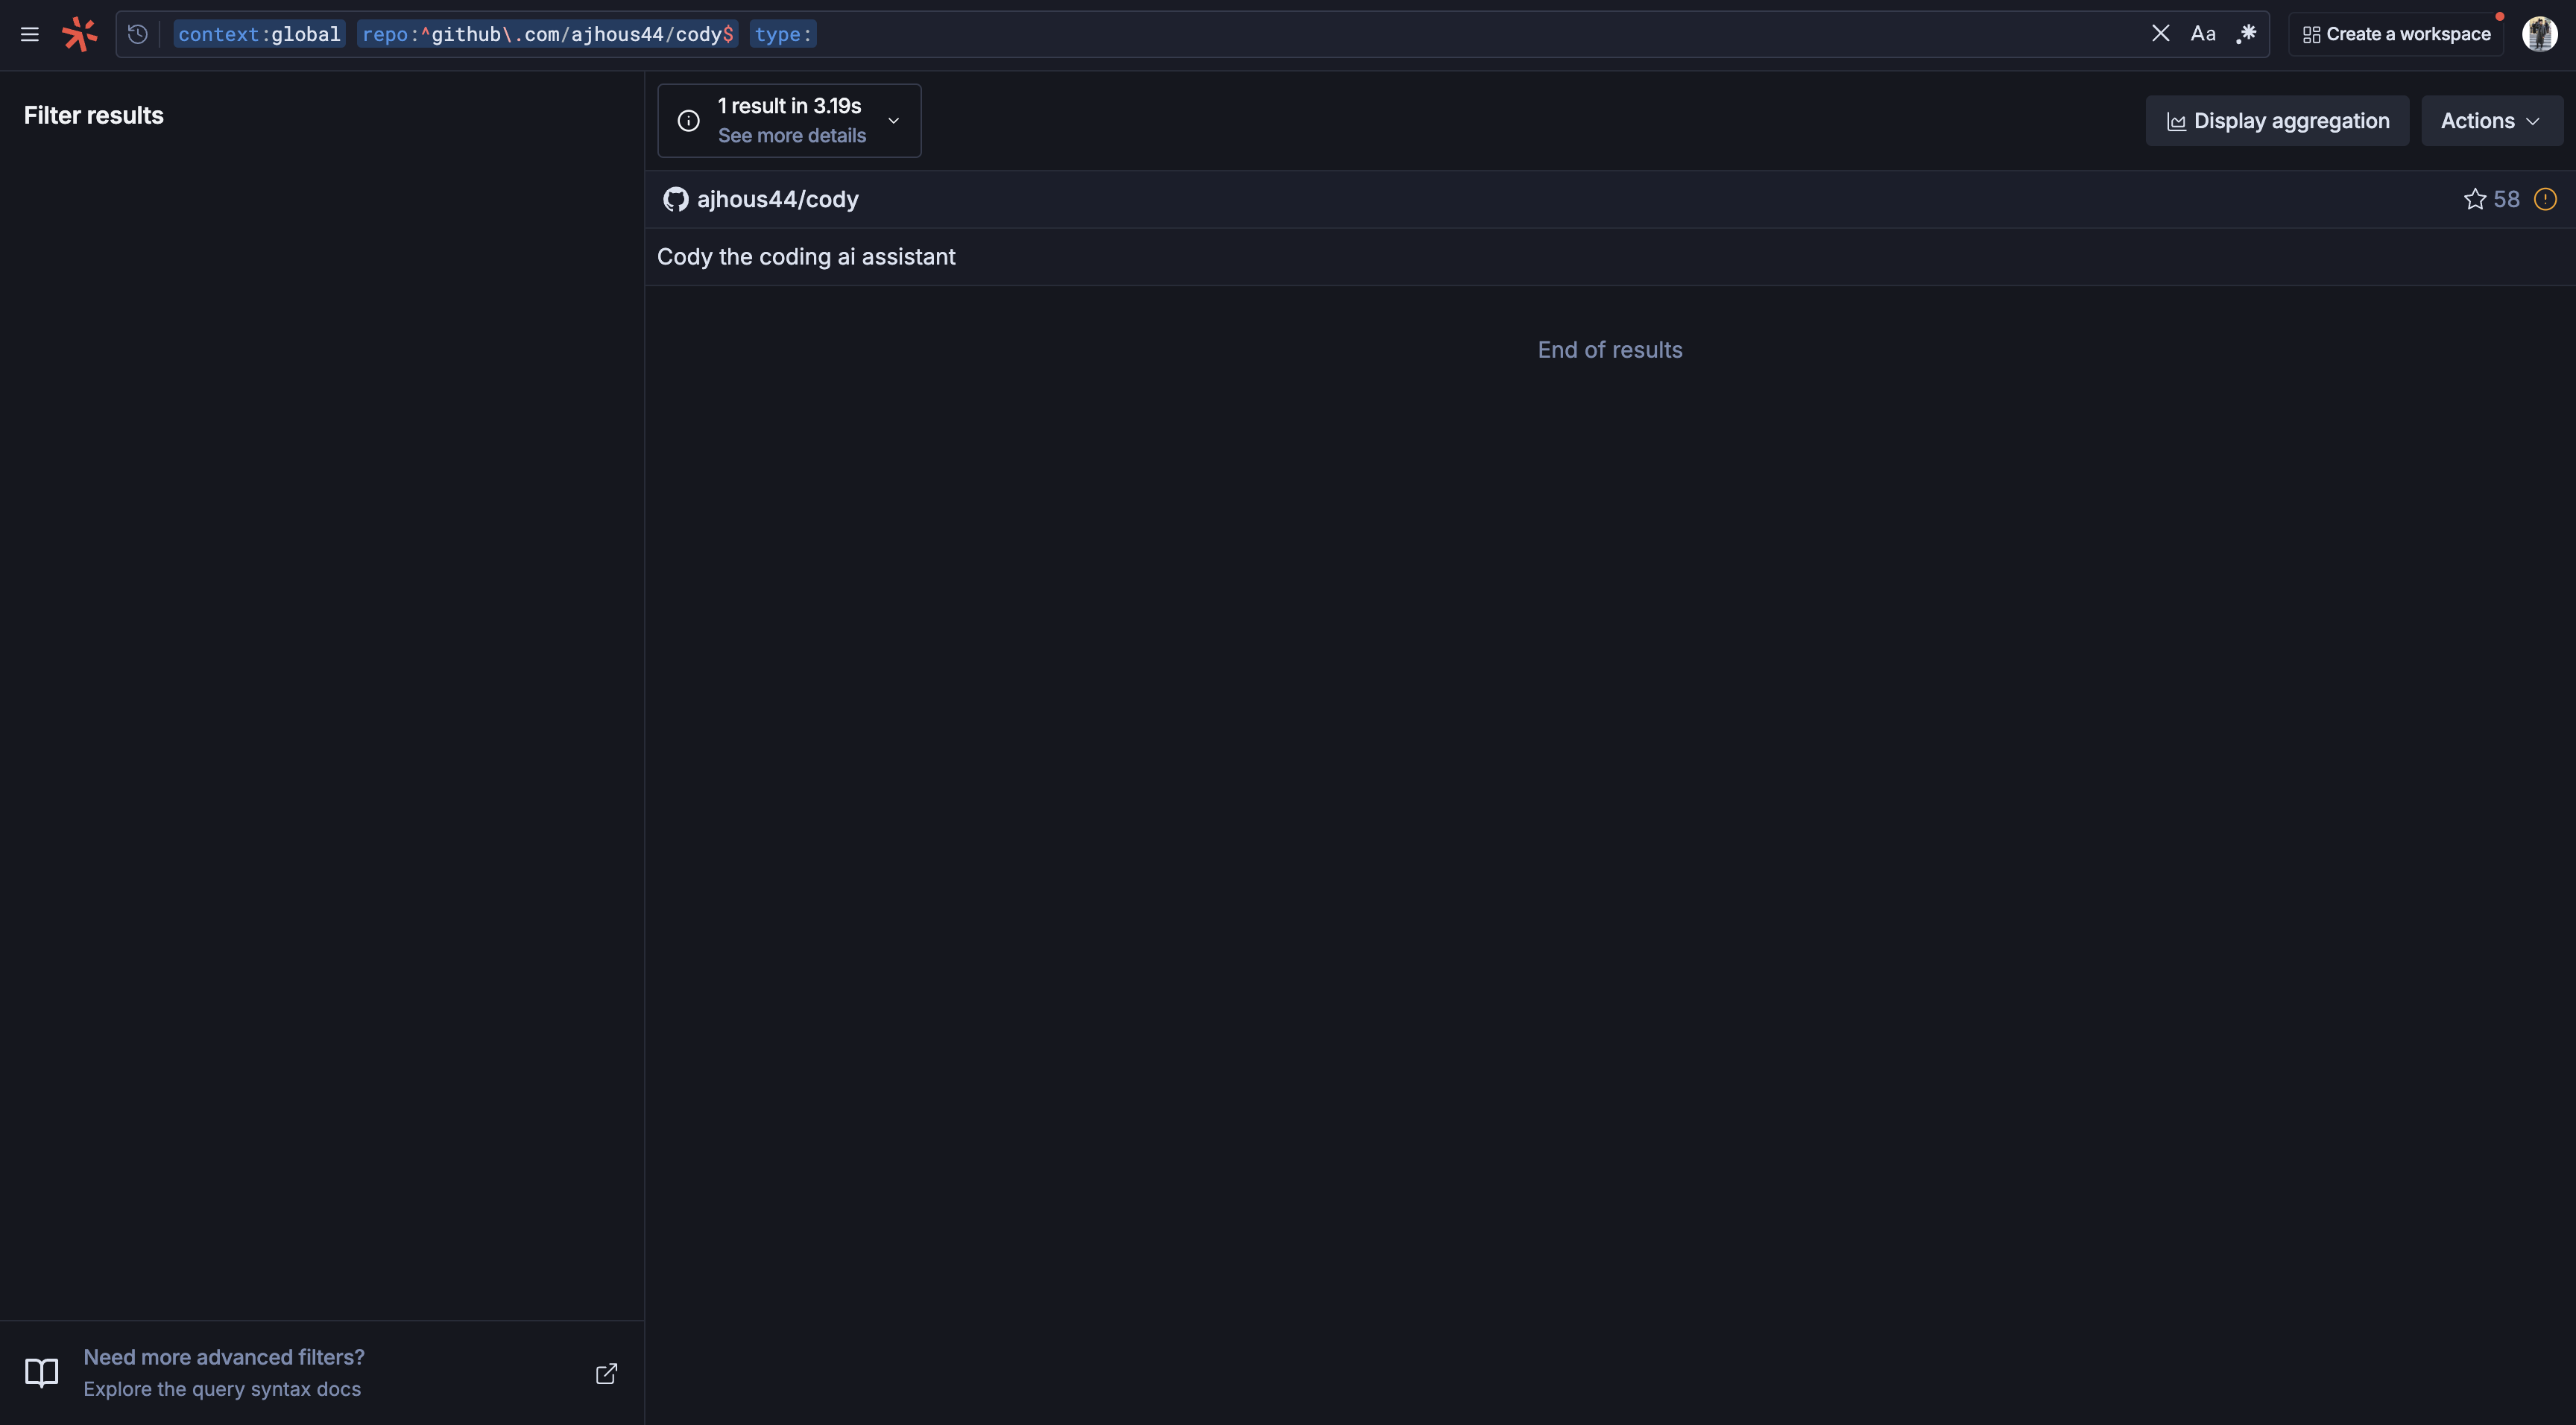 context:global repo:^github\.com/ajhous44/cody$ type:
Aa
.*
Create a workspace
Filter results
1 result in 3.19s
See more details
Display aggregation
Actions
ajhous44/cody
58
Cody the coding ai assistant
End of results
Need more advanced filters?
Explore the query syntax docs